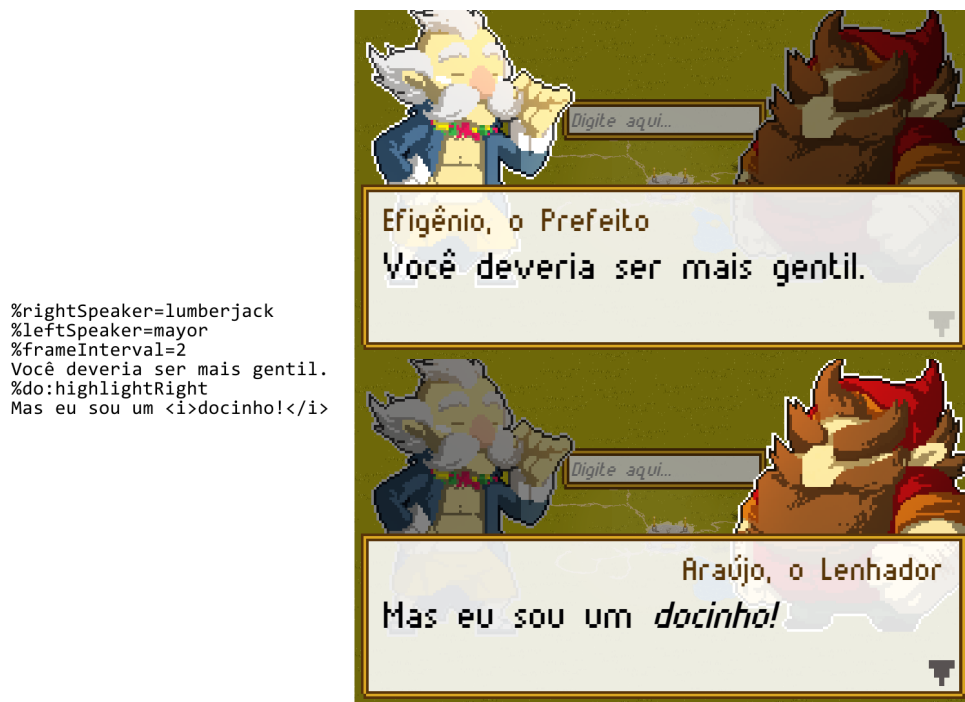 %rightSpeaker=lumberjack
%leftSpeaker=mayor
%frameInterval=2
Você deveria ser mais gentil.
%do:highlightRight
Mas eu sou um <i>docinho!</i>
Digite aqui...
Efigênio, o Prefeito
Você deveria ser mais gentil.
Digite aqui...
Araújo, o Lenhador
Mas eu sou um docinho!